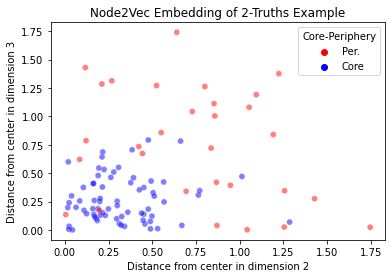 Node2Vec Embedding of 2-Truths Example
Core-Periphery
Per.
Core
Distance from center in dimension 3
1.75
1.50
1.25
1.00
0.75
0.50
0.25
0.00
0.00 0.25 0.50 0.75 1.00 1.25 1.50 1.75
Distance from center in dimension 2